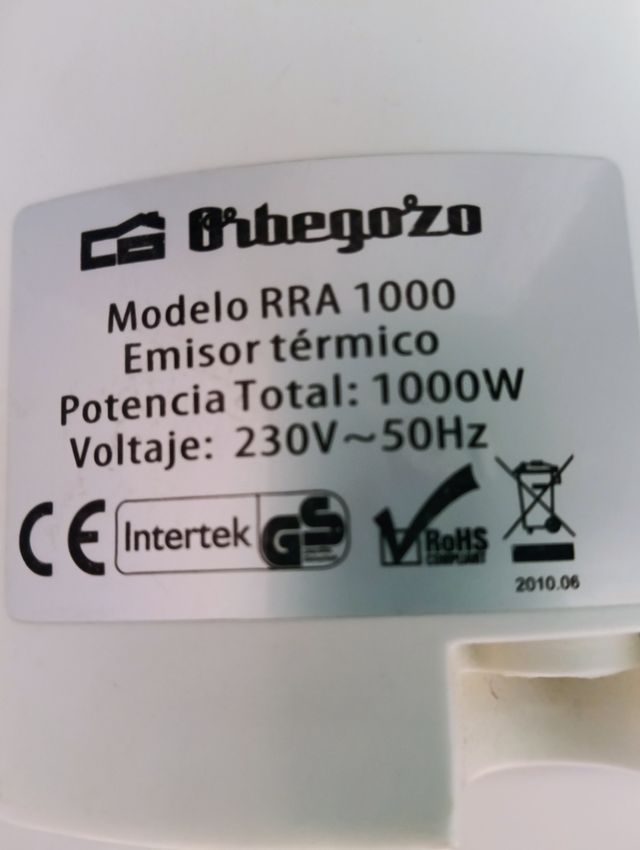 Orbegozo
Modelo RRA 1000
Emisor térmico
Potencia Total: 1000W
Voltaje: 230V~50Hz
CE Intertek GS RoHS
COMPLIANT
2010.06